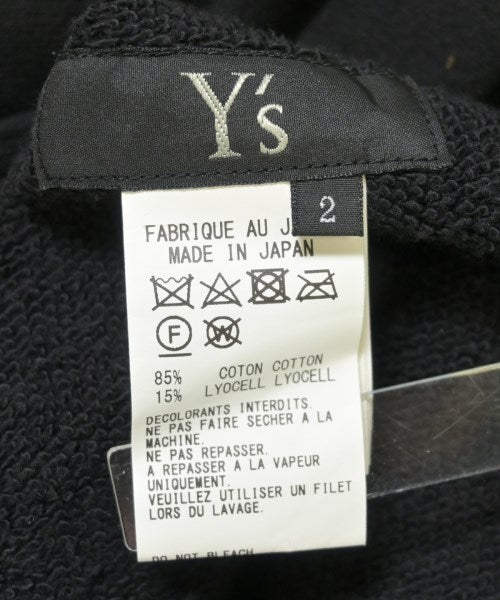 Y's
2
FABRIQUE AU J
MADE IN JAPAN
F W
85% COTON COTTON
15% LYOCELL LYOCELL
DECOLORANTS INTERDITS.
NE PAS FAIRE SECHER A LA
MACHINE.
NE PAS REPASSER.
A REPASSER A LA VAPEUR
UNIQUEMENT.
VEUILLEZ UTILISER UN FILET
LORS DU LAVAGE.
DO NOT BLEACH